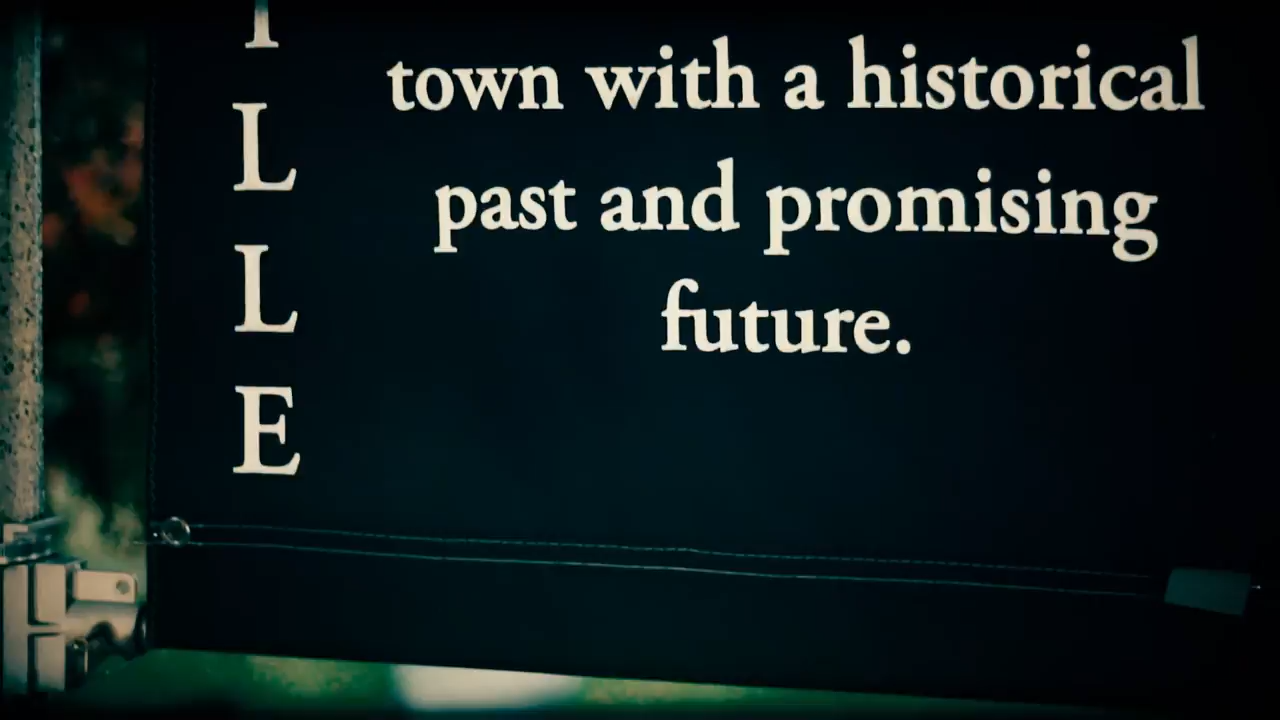 I
L
L
E
town with a historical
past and promising
future.